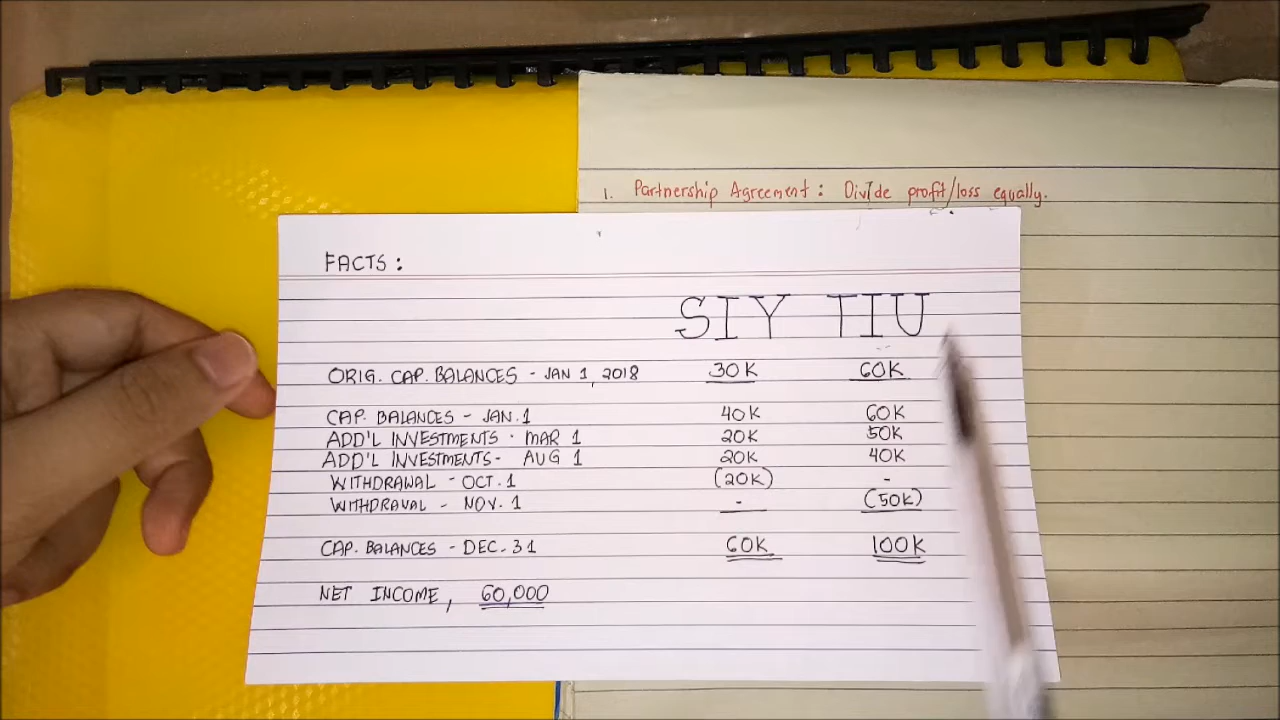 1. Partnership Agreement: Divide profit/loss equally.
FACTS:
SIY TIU
ORIG. CAP. BALANCES - JAN 1, 2018 30K 60K
CAP. BALANCES - JAN. 1 40K 60K
ADD'L INVESTMENTS - MAR 1 20K 50K
ADD'L INVESTMENTS - AUG 1 20K 40K
WITHDRAWAL - OCT. 1 (20K) -
WITHDRAVAL - NOV. 1 - (50K)
CAP. BALANCES - DEC. 31 60K 100K
NET INCOME, 60,000